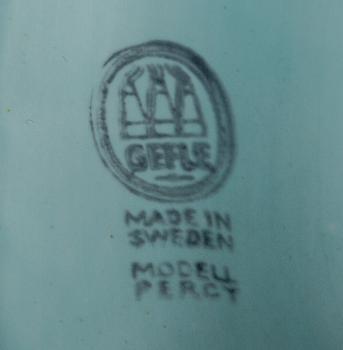 GEFLE
MADE IN
SWEDEN
MODELL
PERCY